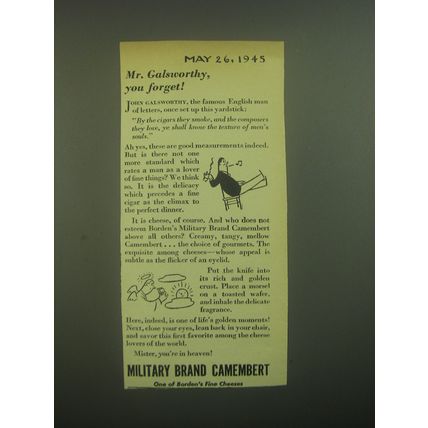 MAY 26, 1945
Mr. Galsworthy,
you forget!
JOHN GALSWORTHY, the famous English man
of letters, once set up this yardstick:
"By the cigars they smoke, and the composers
they love, ye shall know the texture of men's
souls."
Ah yes, these are good measurements indeed.
But is there not one
more standard which
rates a man as a lover
of fine things? We think
so. It is the delicacy
which precedes a fine
cigar as the climax to
the perfect dinner.
It is cheese, of course. And who does not
esteem Borden's Military Brand Camembert
above all others? Creamy, tangy, mellow
Camembert . . . the choice of gourmets. The
exquisite among cheeses—whose appeal is
subtle as the flicker of an eyelid.
Put the knife into
its rich and golden
crust. Place a morsel
on a toasted wafer,
and inhale the delicate
fragrance.
Here, indeed, is one of life's golden moments!
Next, close your eyes, lean back in your chair,
and savor this first favorite among the cheese
lovers of the world.
Mister, you're in heaven!
MILITARY BRAND CAMEMBERT
One of Borden's Fine Cheeses